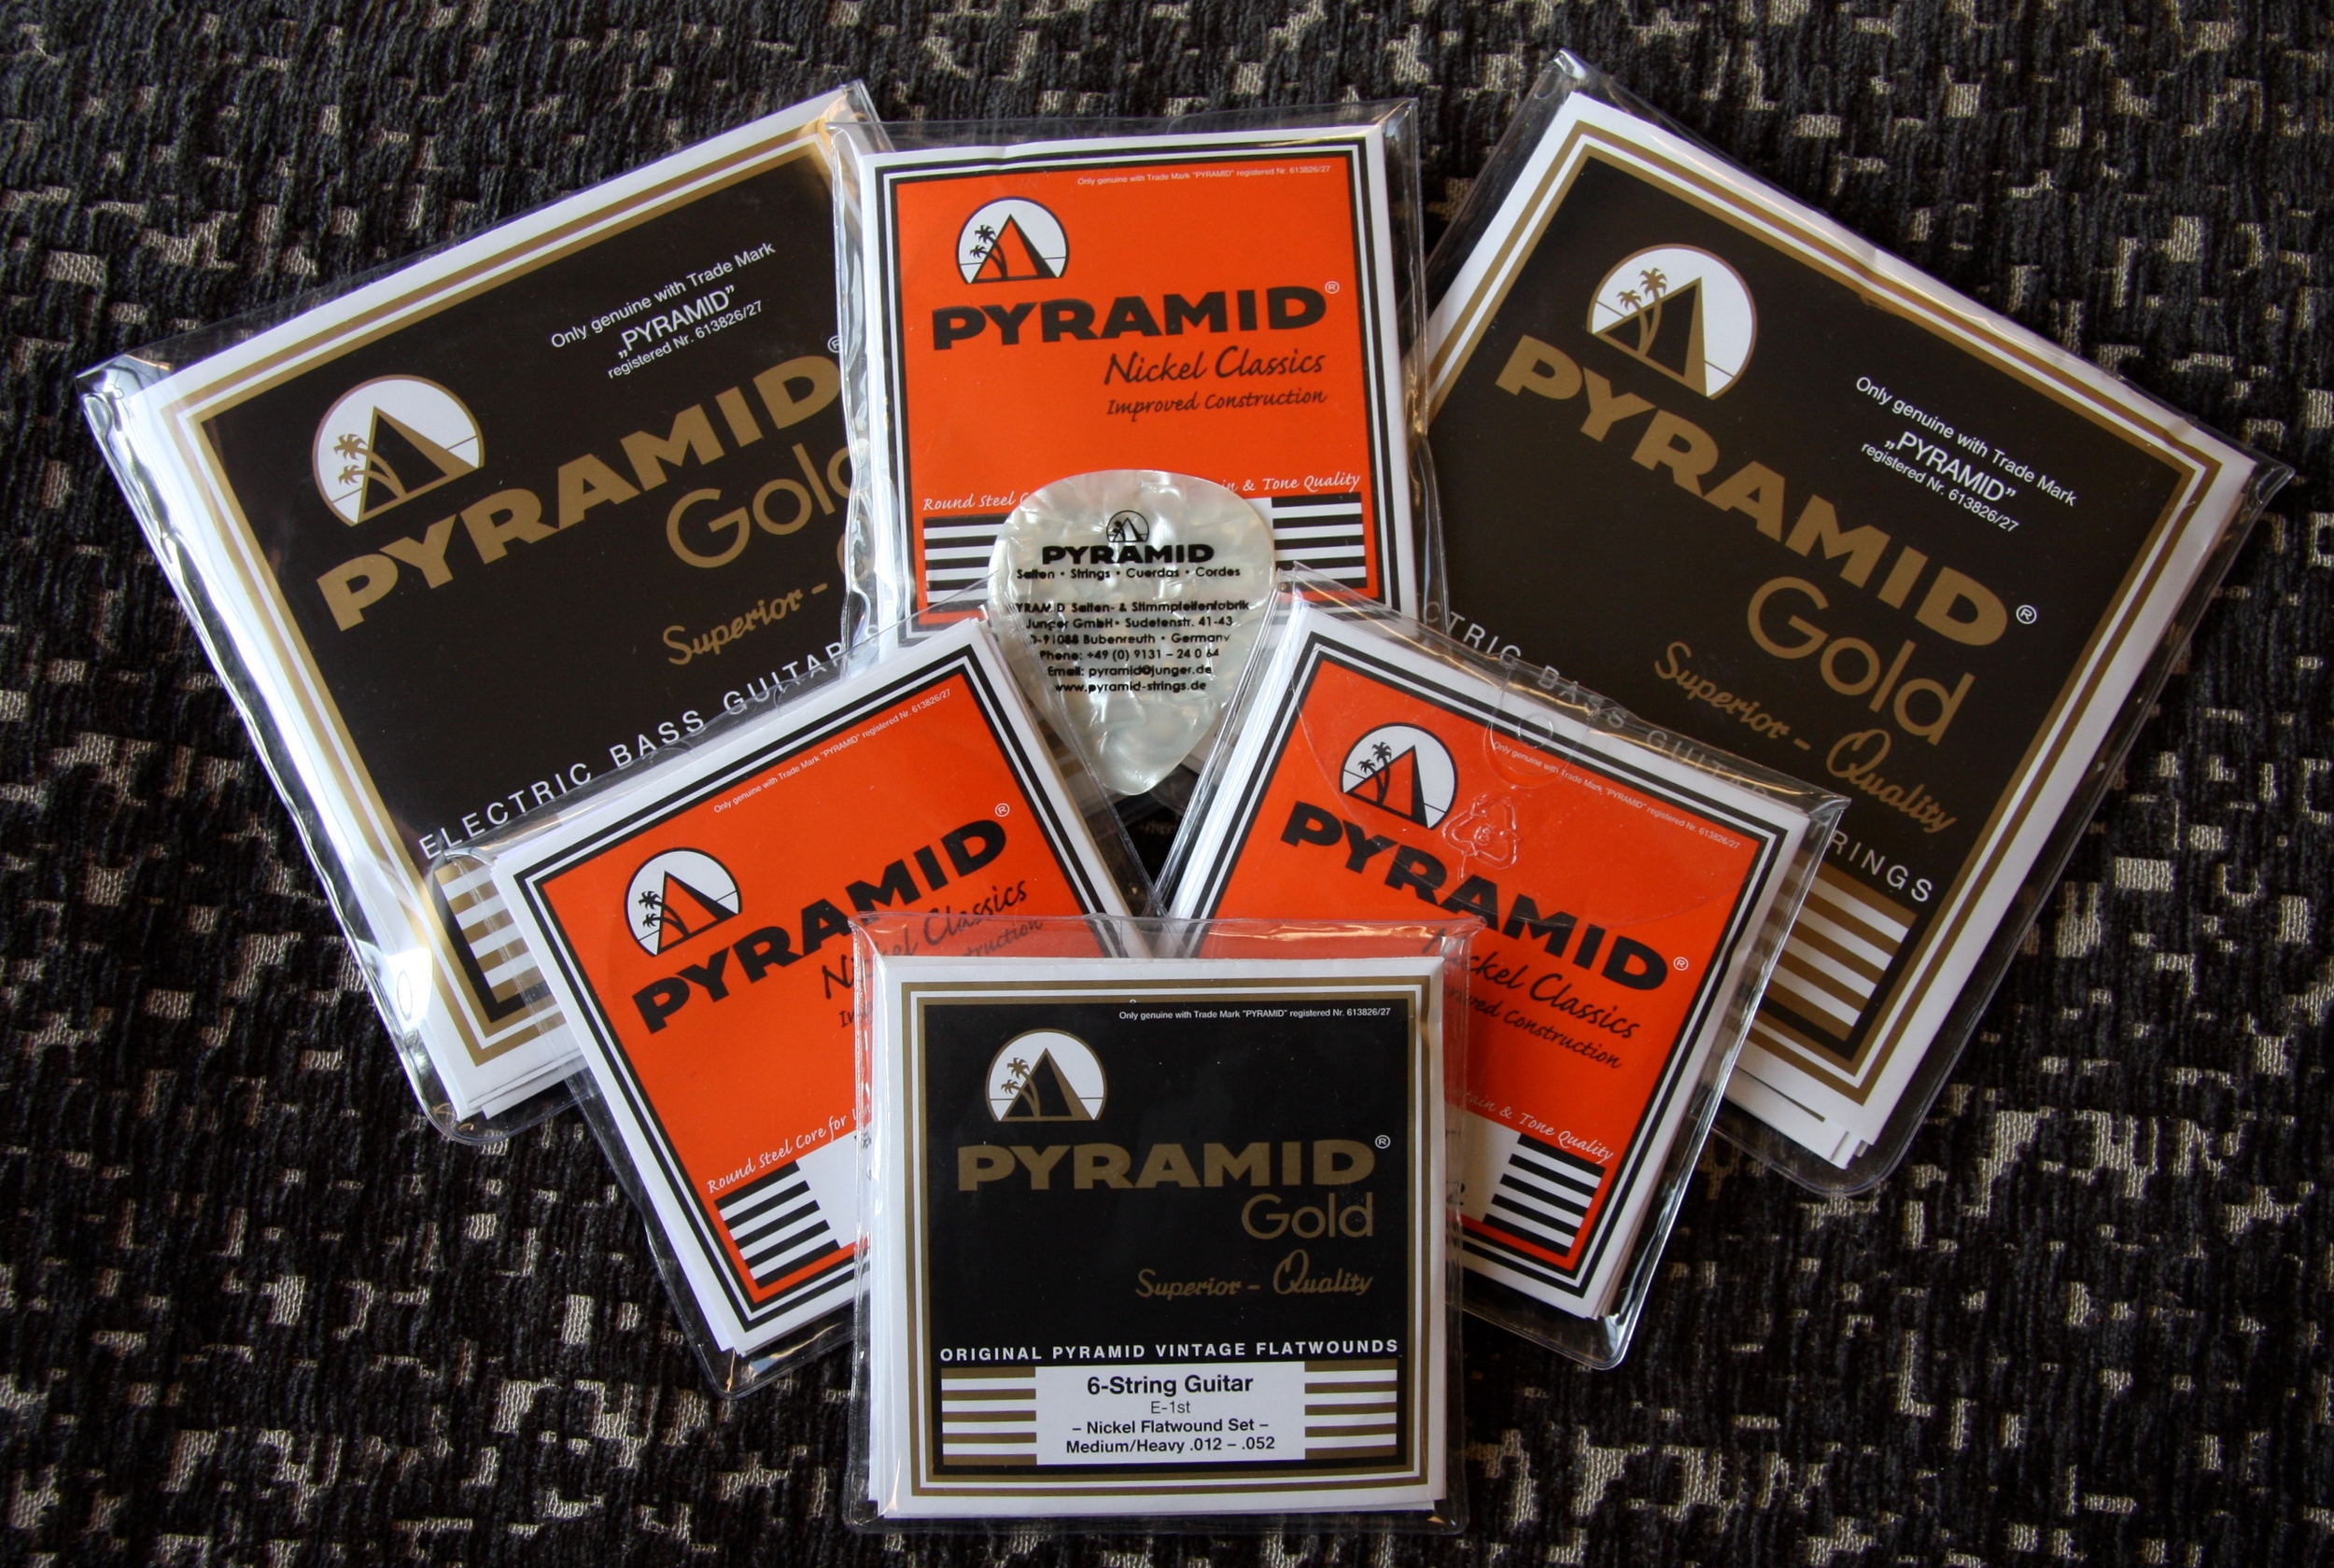 Only genuine with Trade Mark
„PYRAMID”
registered Nr. 613826/27
PYRAMID®
Gold
Superior -
ELECTRIC BASS GUITAR
Only genuine with Trade Mark "PYRAMID" registered Nr. 613826/27
PYRAMID®
Nickel Classics
Improved Construction
Round Steel
& Tone Quality
Only genuine with Trade Mark
„PYRAMID”
registered Nr. 613826/27
PYRAMID®
Gold
Superior - Quality
BASS
PYRAMID
Saiten • Strings • Cuerdas • Cordes
Saiten- & Stimmpfeifenfabrik
Junger GmbH • Sudetenstr. 41-43
Bubenreuth • Germany
Phone: +49 (0) 9131 – 24 0 64
Email: pyramid@junger.de
www.pyramid-strings.de
Only genuine with Trade Mark "PYRAMID" registered Nr. 613826/27
PYRAMID®
Classics
Round Steel Core for
Only genuine with Trade Mark "PYRAMID" registered Nr. 613826/27
PYRAMID®
Classics
Construction
& Tone Quality
Only genuine with Trade Mark "PYRAMID" registered Nr. 613826/27
PYRAMID®
Gold
Superior - Quality
ORIGINAL PYRAMID VINTAGE FLATWOUNDS
6-String Guitar
E-1st
– Nickel Flatwound Set –
Medium/Heavy .012 – .052